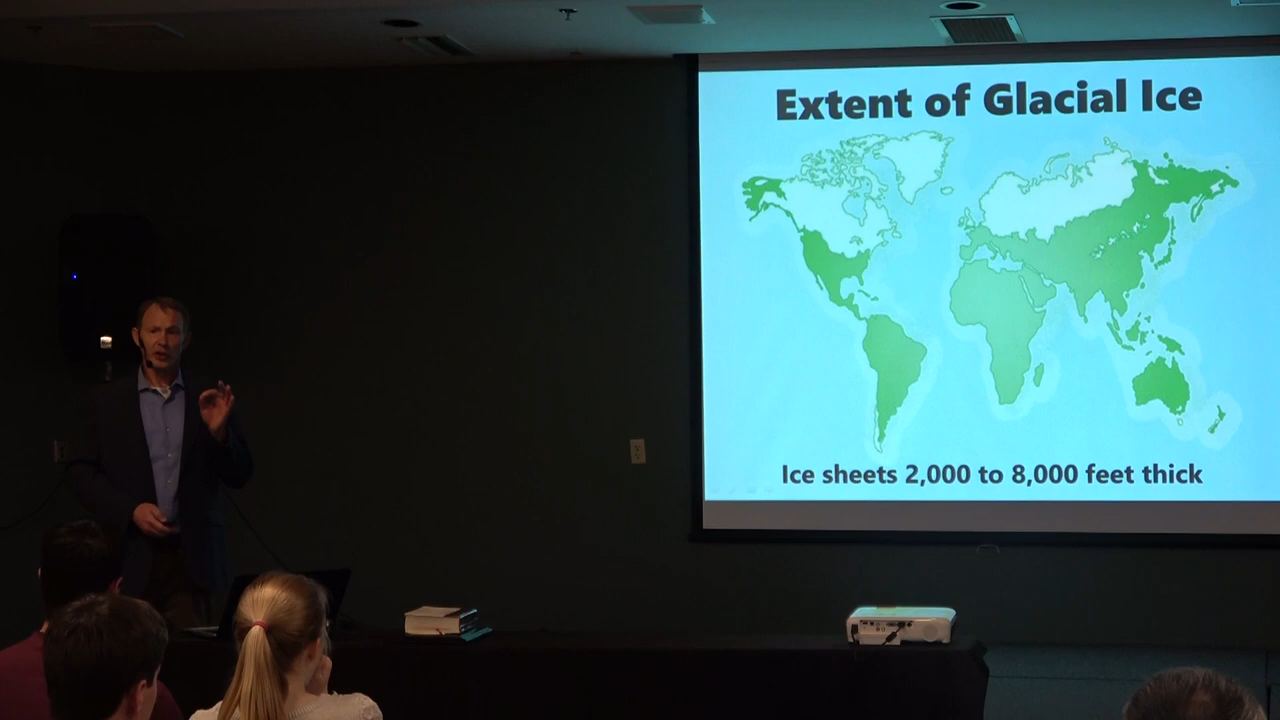 Extent of Glacial Ice
Ice sheets 2,000 to 8,000 feet thick